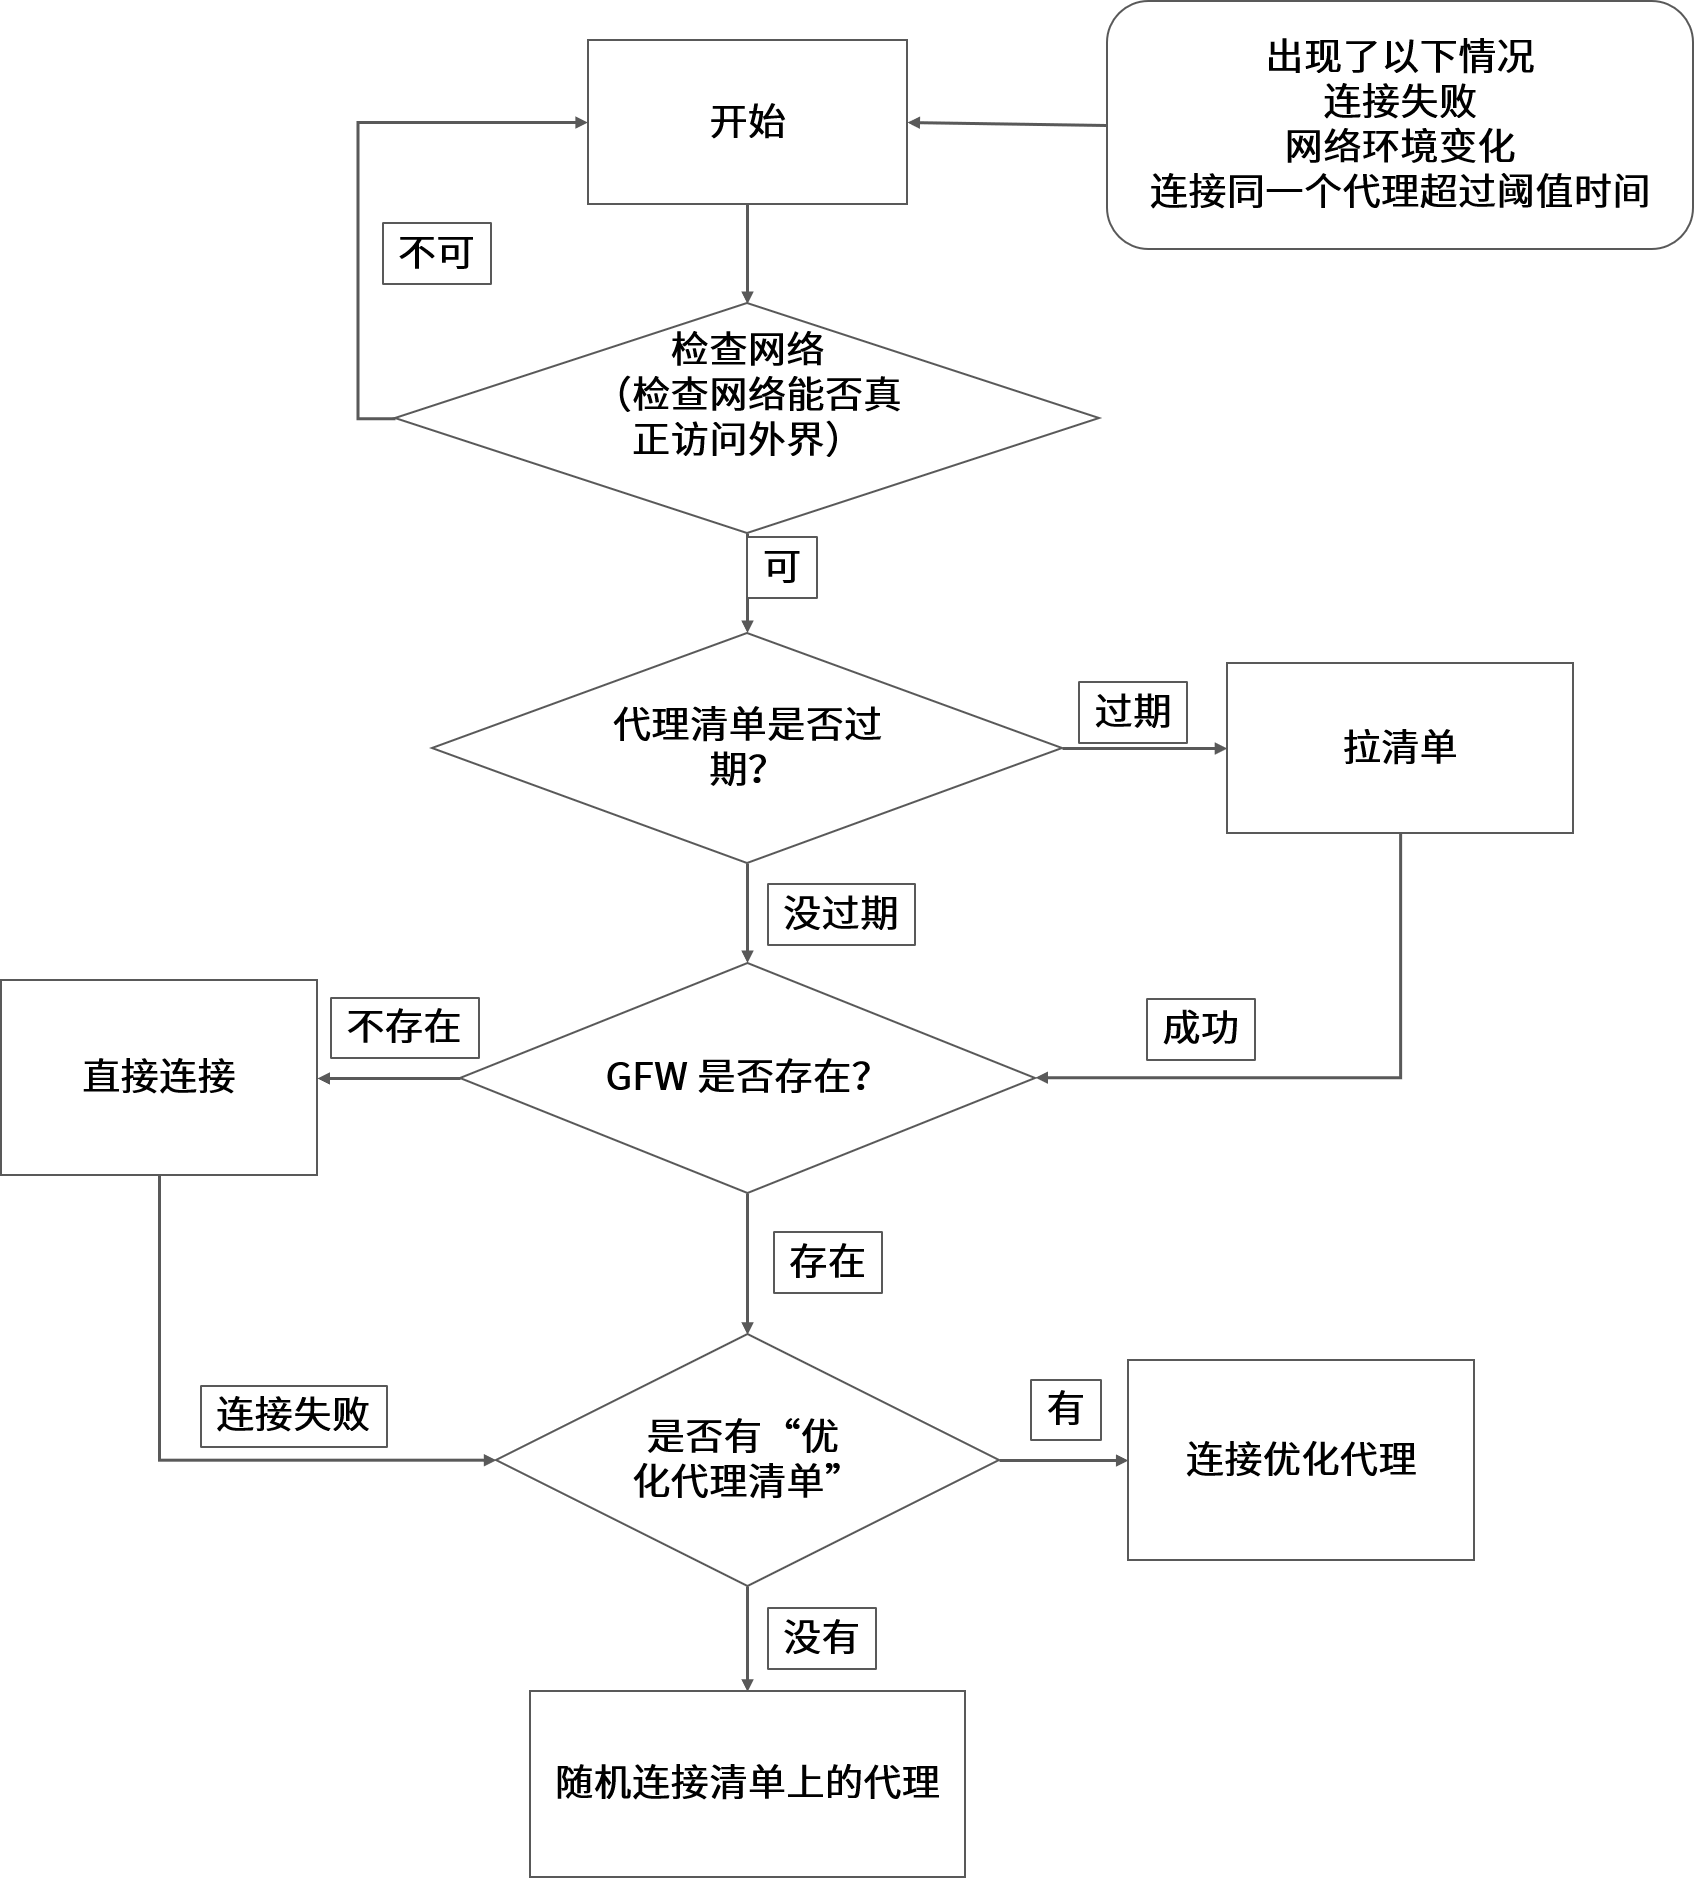 出现了以下情况
连接失败
网络环境变化
连接同一个代理超过阈值时间
开始
不可
检查网络
（检查网络能否真
正访问外界）
可
代理清单是否过
期？
过期
拉清单
没过期
不存在
直接连接
GFW 是否存在？
成功
存在
连接失败
是否有“优
化代理清单”
有
连接优化代理
没有
随机连接清单上的代理